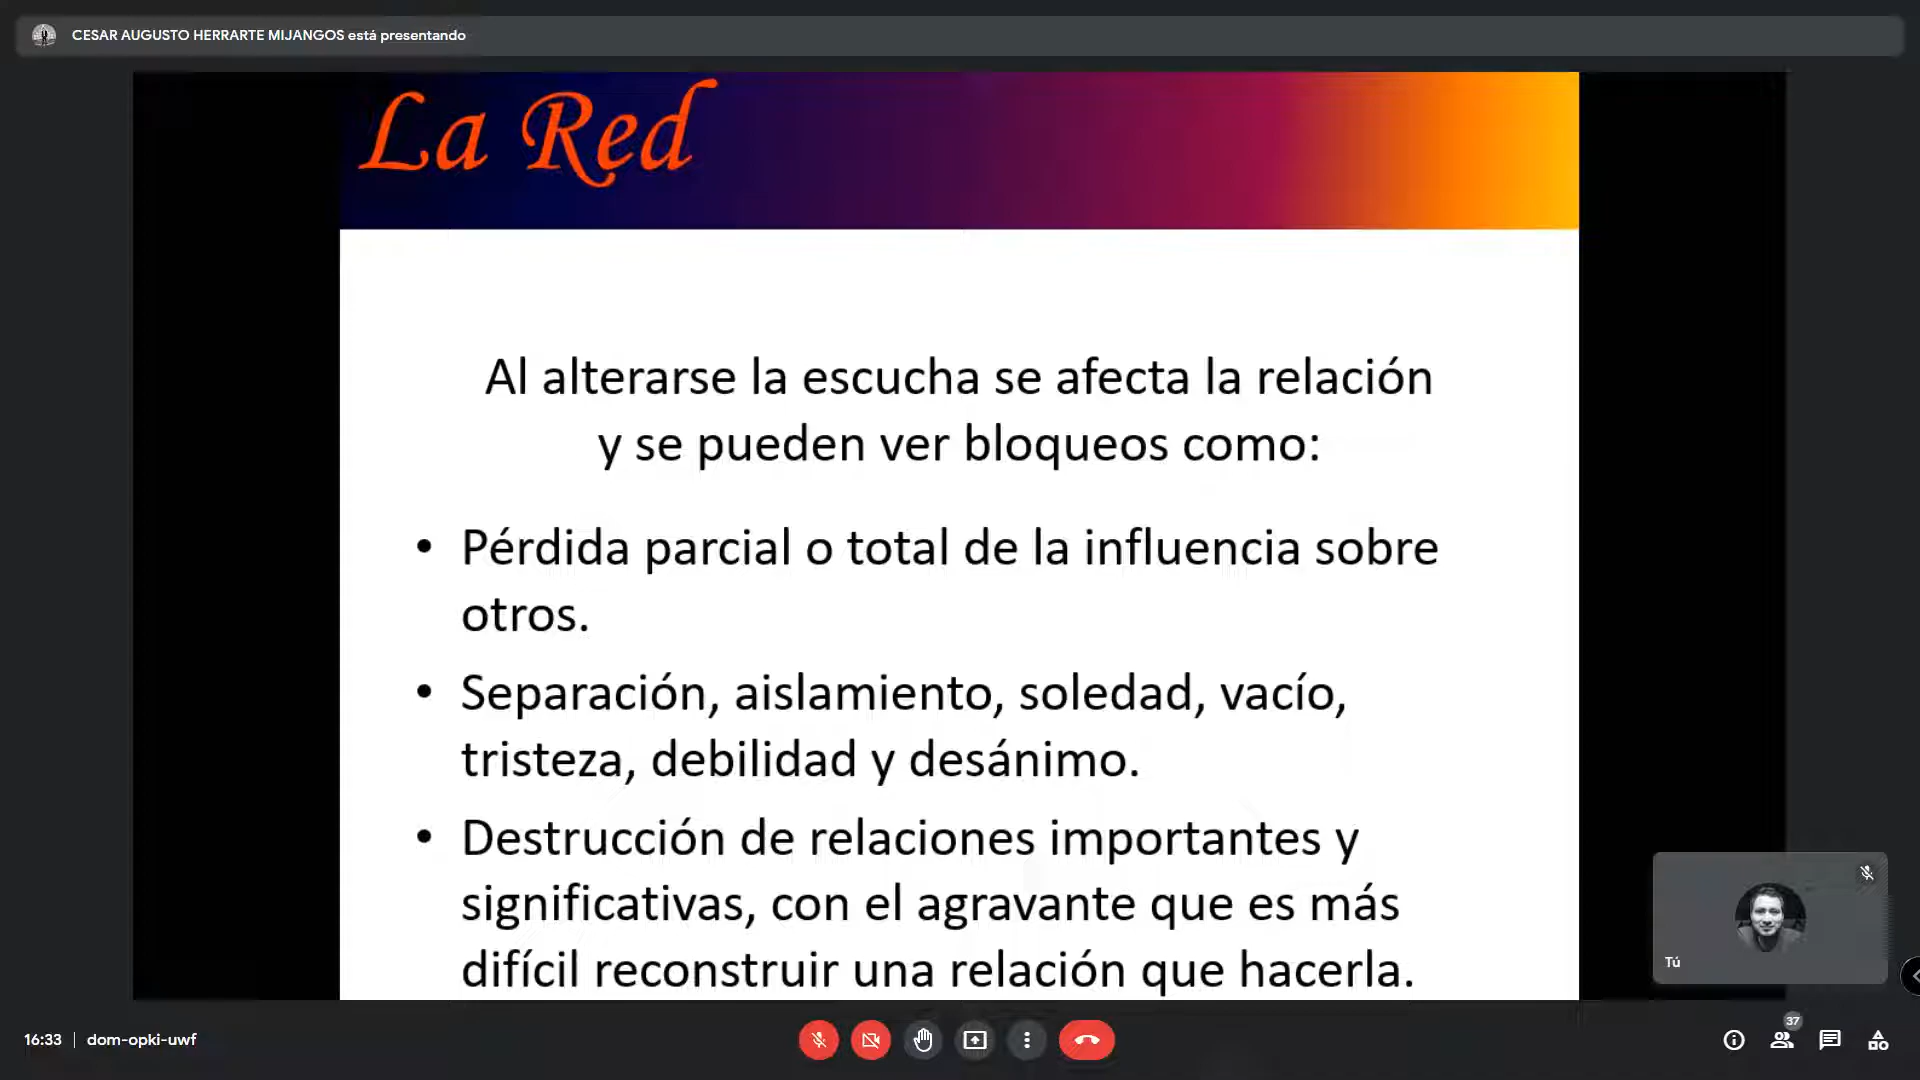 CESAR AUGUSTO HERRARTE MIJANGOS está presentando
La Red
Al alterarse la escucha se afecta la relación
y se pueden ver bloqueos como:
• Pérdida parcial o total de la influencia sobre
otros.
• Separación, aislamiento, soledad, vacío,
tristeza, debilidad y desánimo.
• Destrucción de relaciones importantes y
significativas, con el agravante que es más
difícil reconstruir una relación que hacerla.
Tú
16:33 | dom-opki-uwf
37